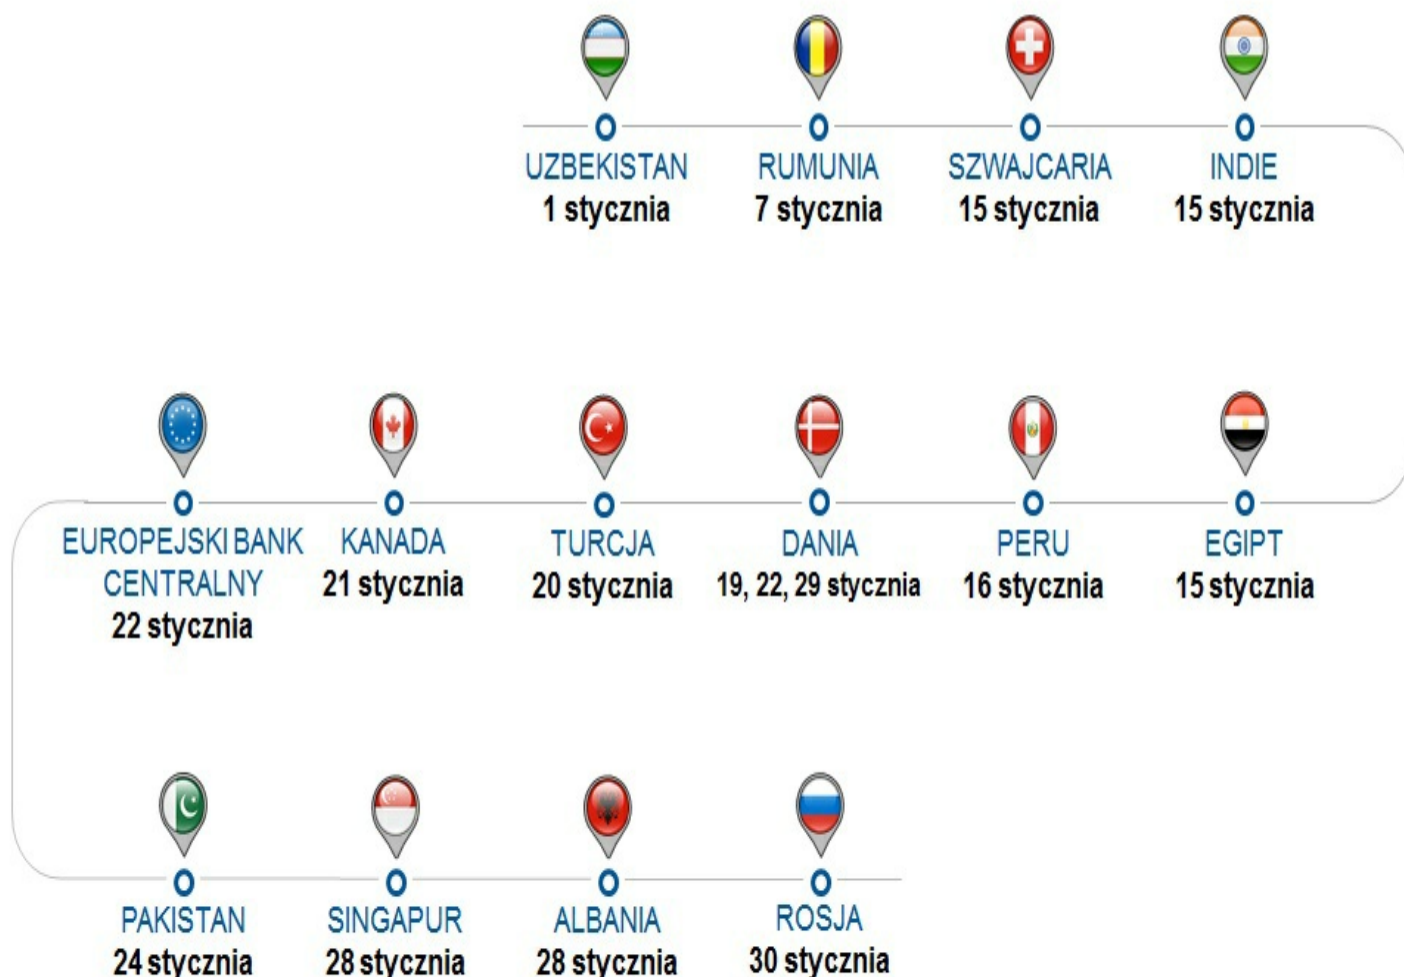 UZBEKISTAN
1 stycznia
RUMUNIA
7 stycznia
SZWAJCARIA
15 stycznia
INDIE
15 stycznia
EUROPEJSKI BANK
CENTRALNY
22 stycznia
KANADA
21 stycznia
TURCJA
20 stycznia
DANIA
19, 22, 29 stycznia
PERU
16 stycznia
EGIPT
15 stycznia
PAKISTAN
24 stycznia
SINGAPUR
28 stycznia
ALBANIA
28 stycznia
ROSJA
30 stycznia